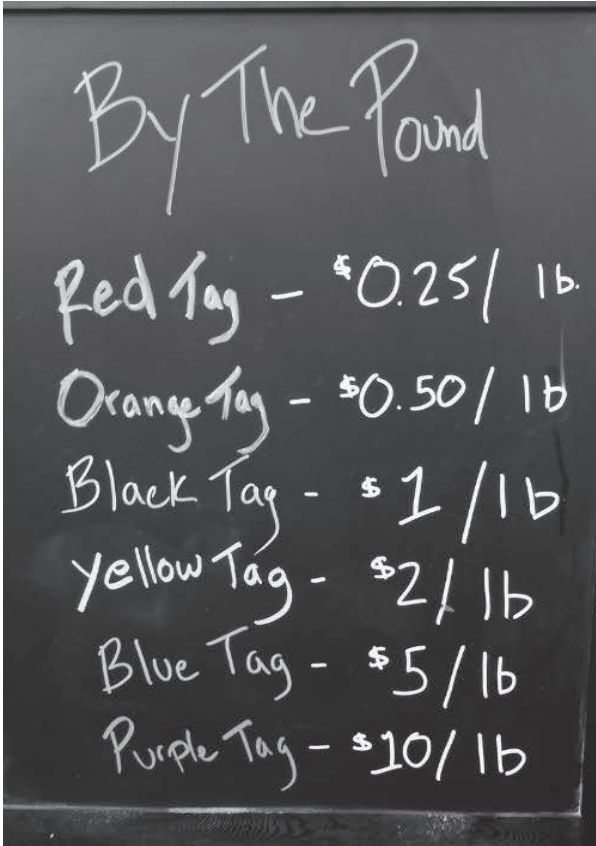 By The Pound
Red Tag - $0.25/ lb.
Orange Tag - $0.50/ lb
Black Tag - $1/lb
Yellow Tag - $2/lb
Blue Tag - $5/lb
Purple Tag - $10/lb